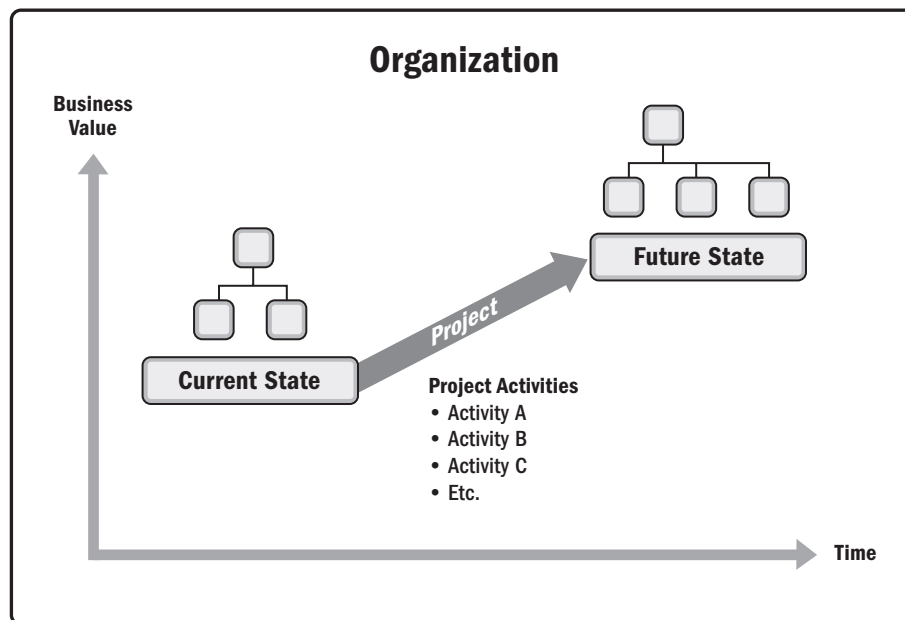 Organization
Business
Value
Future State
Project
Current State
Project Activities
• Activity A
• Activity B
• Activity C
• Etc.
Time